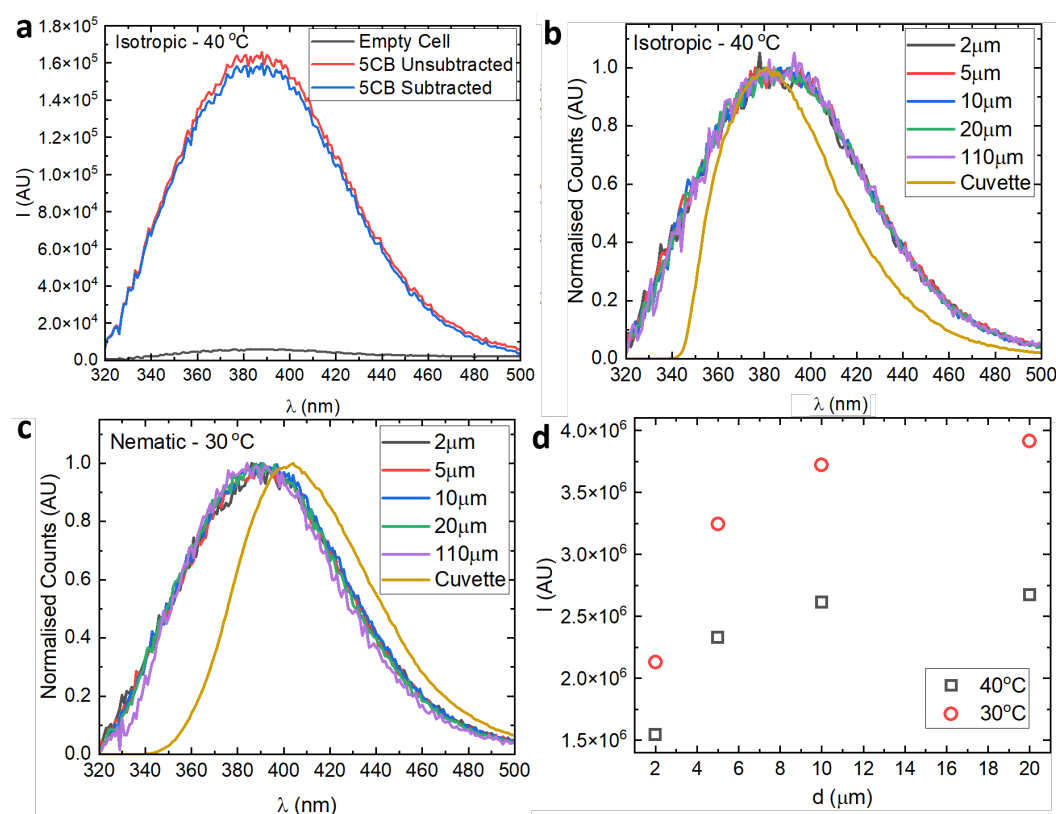 a
Isotropic - 40 °C
Empty Cell
5CB Unsubtracted
5CB Subtracted
1.8×10⁵
1.6×10⁵
1.4×10⁵
1.2×10⁵
1.0×10⁵
8.0×10⁴
6.0×10⁴
4.0×10⁴
2.0×10⁴
0.0
I (AU)
320 340 360 380 400 420 440 460 480 500
λ (nm)
b
Isotropic - 40 °C
2μm
5μm
10μm
20μm
110μm
Cuvette
1.0
0.8
0.6
0.4
0.2
0.0
Normalised Counts (AU)
320 340 360 380 400 420 440 460 480 500
λ (nm)
c
Nematic - 30 °C
2μm
5μm
10μm
20μm
110μm
Cuvette
1.0
0.8
0.6
0.4
0.2
0.0
Normalised Counts (AU)
320 340 360 380 400 420 440 460 480 500
λ (nm)
d
4.0×10⁶
3.5×10⁶
3.0×10⁶
2.5×10⁶
2.0×10⁶
1.5×10⁶
I (AU)
40°C
30°C
2 4 6 8 10 12 14 16 18 20
d (μm)